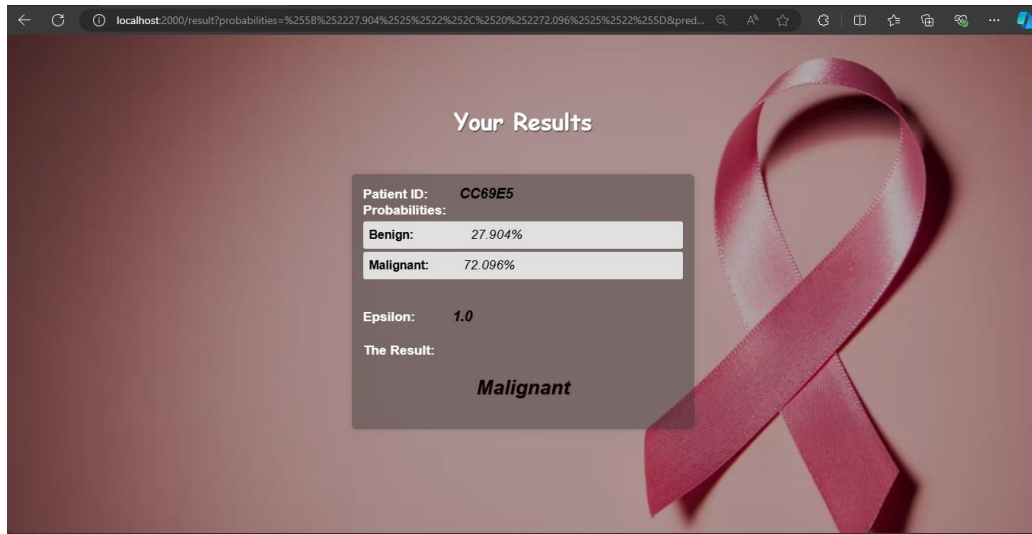 localhost:2000/result?probabilities=%255B%252227.904%2525%2522%252C%2520%252272.096%2525%2522%255D&pred...
Your Results
Patient ID: CC69E5
Probabilities:
Benign: 27.904%
Malignant: 72.096%
Epsilon: 1.0
The Result:
Malignant